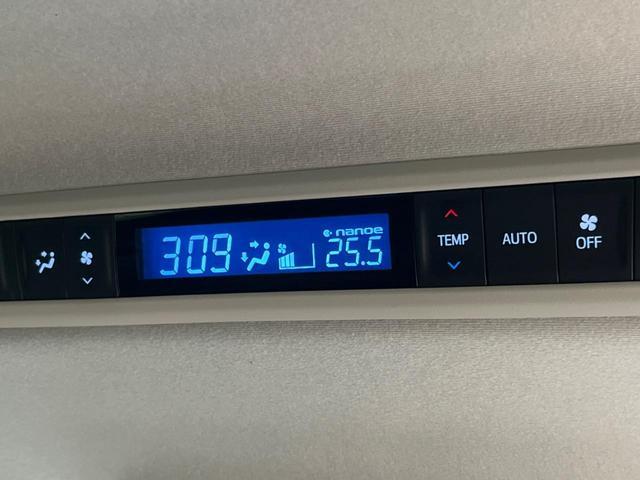 309 nanoe 25.5 TEMP AUTO OFF